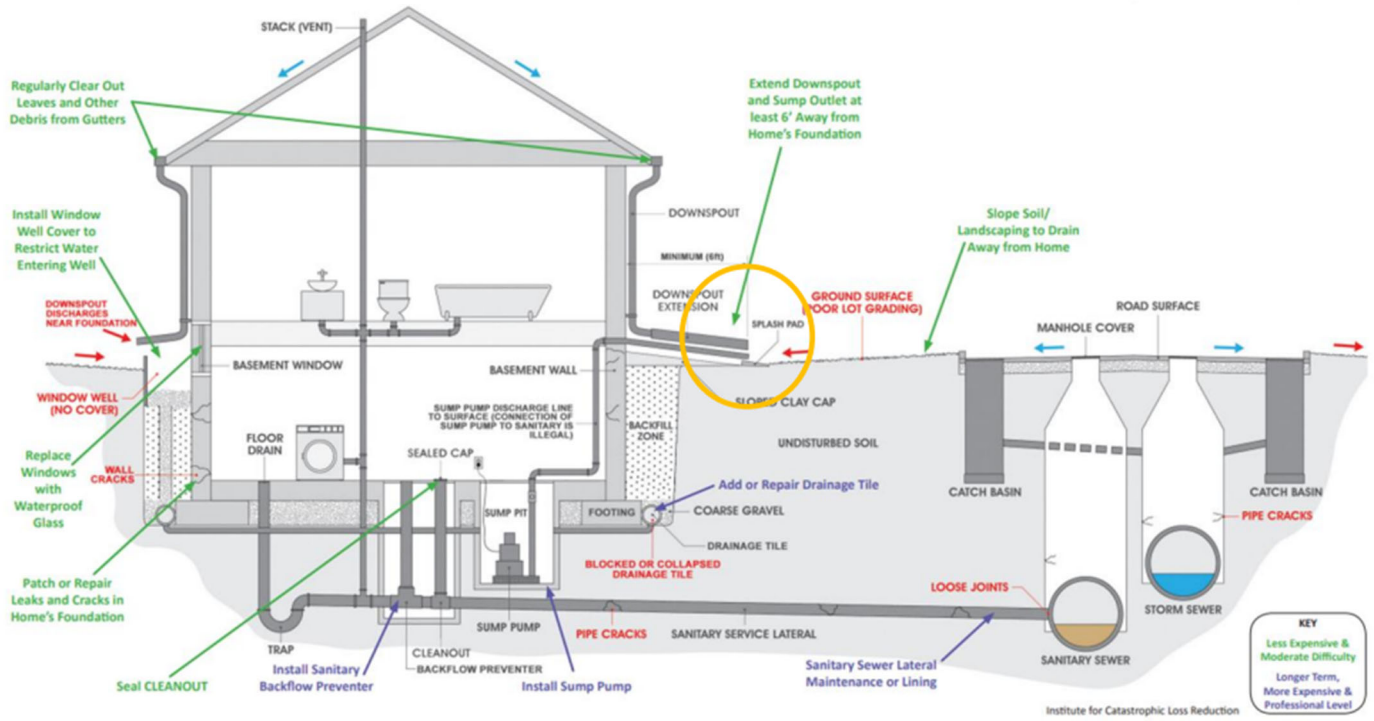 STACK (VENT)
Regularly Clear Out
Leaves and Other
Debris from Gutters
Extend Downspout
and Sump Outlet at
least 6' Away from
Home's Foundation
Install Window
Well Cover to
Restrict Water
Entering Well
DOWNSPOUT
Slope Soil/
Landscaping to Drain
Away from Home
MINIMUM (6ft)
DOWNSPOUT
EXTENSION
DOWNSPOUT
DISCHARGES
NEAR FOUNDATION
GROUND SURFACE
(POOR LOT GRADING)
SPLASH PAD
ROAD SURFACE
MANHOLE COVER
BASEMENT WINDOW
BASEMENT WALL
WINDOW WELL
(NO COVER)
SLOPED CLAY CAP
SUMP PUMP DISCHARGE LINE
TO SURFACE (CONNECTION OF
SUMP PUMP TO SANITARY IS
ILLEGAL)
BACKFILL
ZONE
UNDISTURBED SOIL
FLOOR
DRAIN
SEALED CAP
Replace
Windows
with
Waterproof
Glass
WALL
CRACKS
Add or Repair Drainage Tile
CATCH BASIN
CATCH BASIN
SUMP PIT
FOOTING
COARSE GRAVEL
PIPE CRACKS
DRAINAGE TILE
BLOCKED OR COLLAPSED
DRAINAGE TILE
Patch or Repair
Leaks and Cracks in
Home's Foundation
LOOSE JOINTS
STORM SEWER
SUMP PUMP
PIPE CRACKS
SANITARY SERVICE LATERAL
TRAP
CLEANOUT
BACKFLOW PREVENTER
SANITARY SEWER
Seal CLEANOUT
Install Sanitary
Backflow Preventer
Install Sump Pump
Sanitary Sewer Lateral
Maintenance or Lining
KEY
Less Expensive &
Moderate Difficulty
Longer Term,
More Expensive &
Professional Level
Institute for Catastrophic Loss Reduction